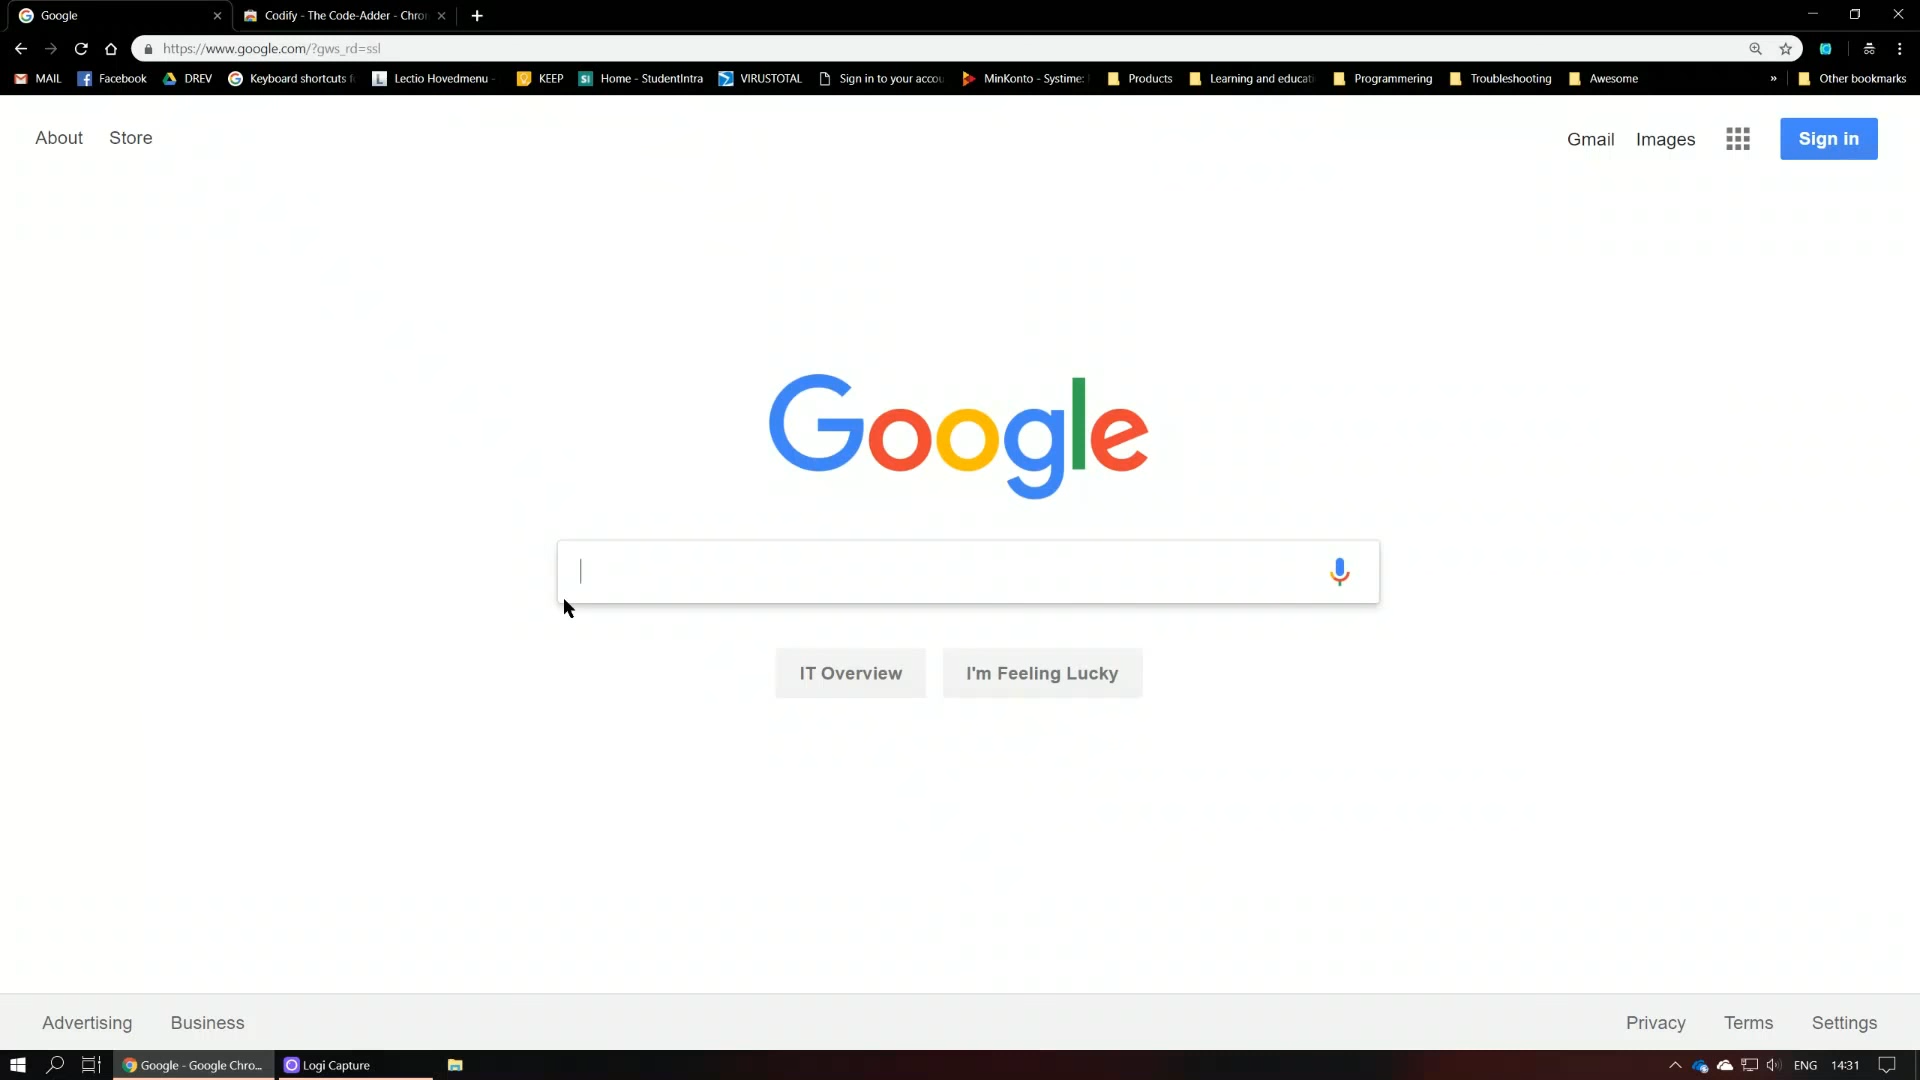 Google
Codify - The Code-Adder - Chro
https://www.google.com/?gws_rd=ssl
MAIL Facebook DREV Keyboard shortcuts f Lectio Hovedmenu - KEEP SI Home - StudentIntra VIRUSTOTAL Sign in to your accou MinKonto - Systime: Products Learning and educati Programming Troubleshooting Awesome » Other bookmarks
About Store Gmail Images Sign in
Google
IT Overview I'm Feeling Lucky
Advertising Business Privacy Terms Settings
Google - Google Chro... Logi Capture ENG 14:31